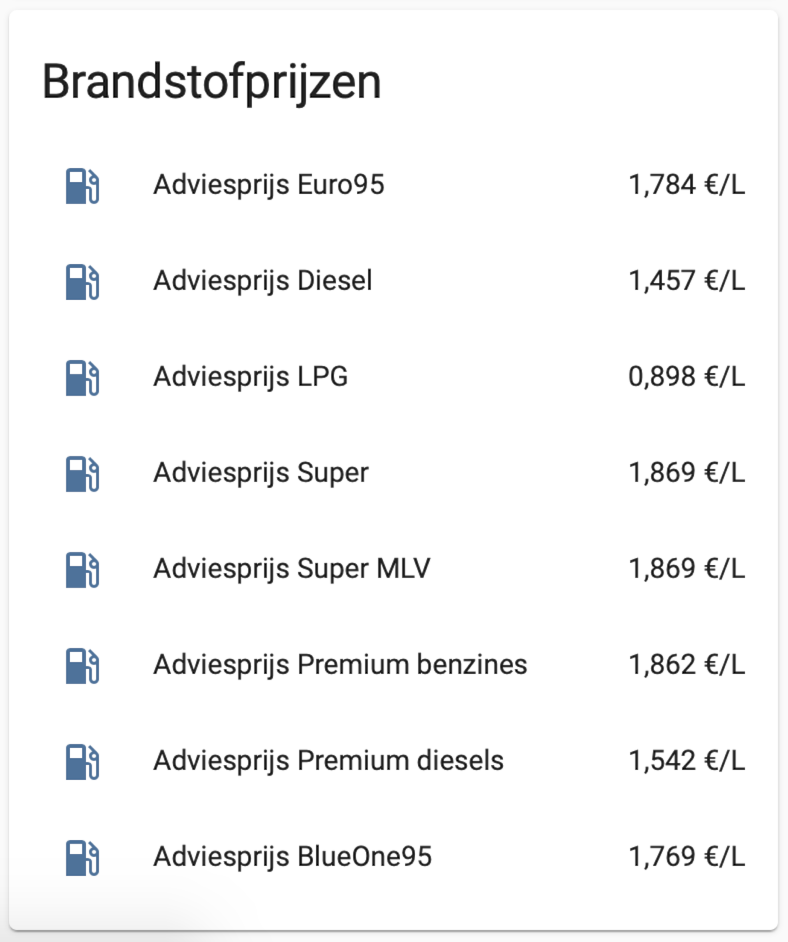 Brandstofprijzen
Adviesprijs Euro95 1,784 €/L
Adviesprijs Diesel 1,457 €/L
Adviesprijs LPG 0,898 €/L
Adviesprijs Super 1,869 €/L
Adviesprijs Super MLV 1,869 €/L
Adviesprijs Premium benzines 1,862 €/L
Adviesprijs Premium diesels 1,542 €/L
Adviesprijs BlueOne95 1,769 €/L